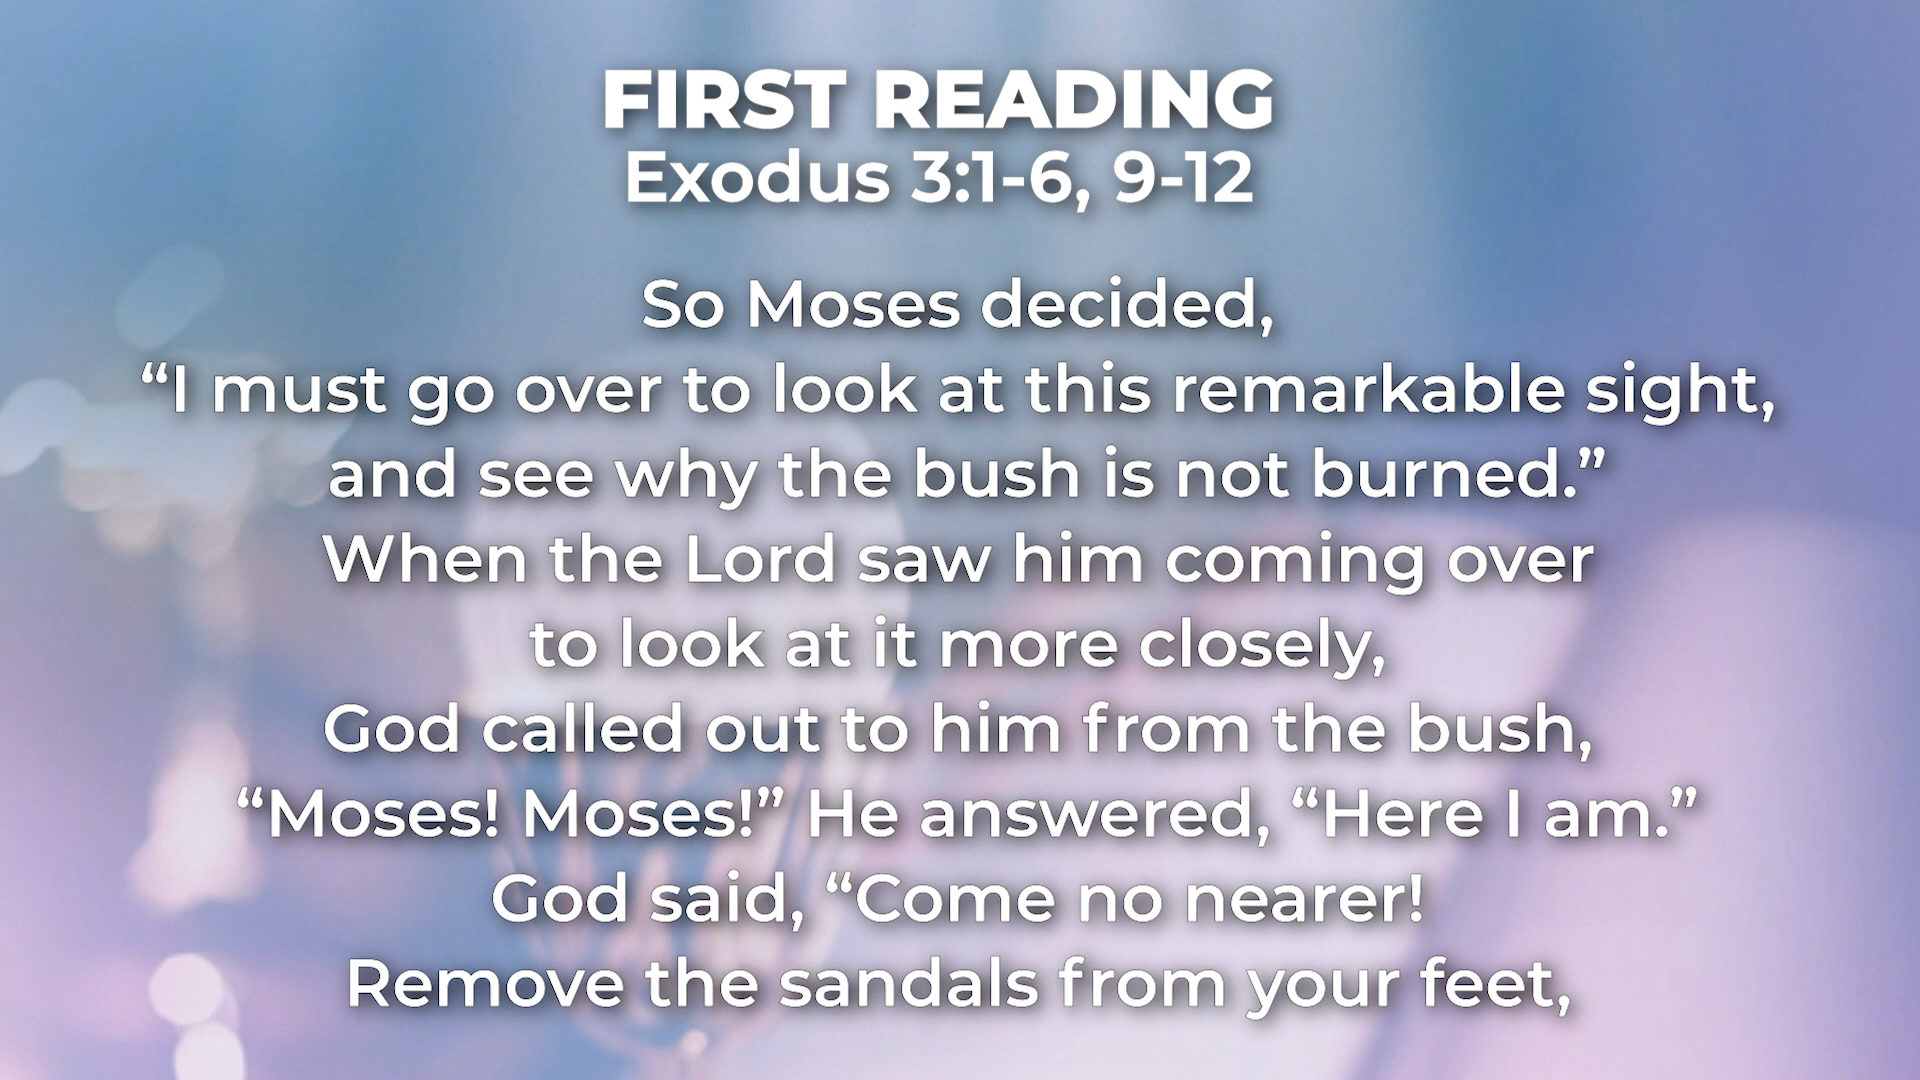 FIRST READING
Exodus 3:1-6, 9-12
So Moses decided,
“I must go over to look at this remarkable sight,
and see why the bush is not burned.”
When the Lord saw him coming over
to look at it more closely,
God called out to him from the bush,
“Moses! Moses!” He answered, “Here I am.”
God said, “Come no nearer!
Remove the sandals from your feet,